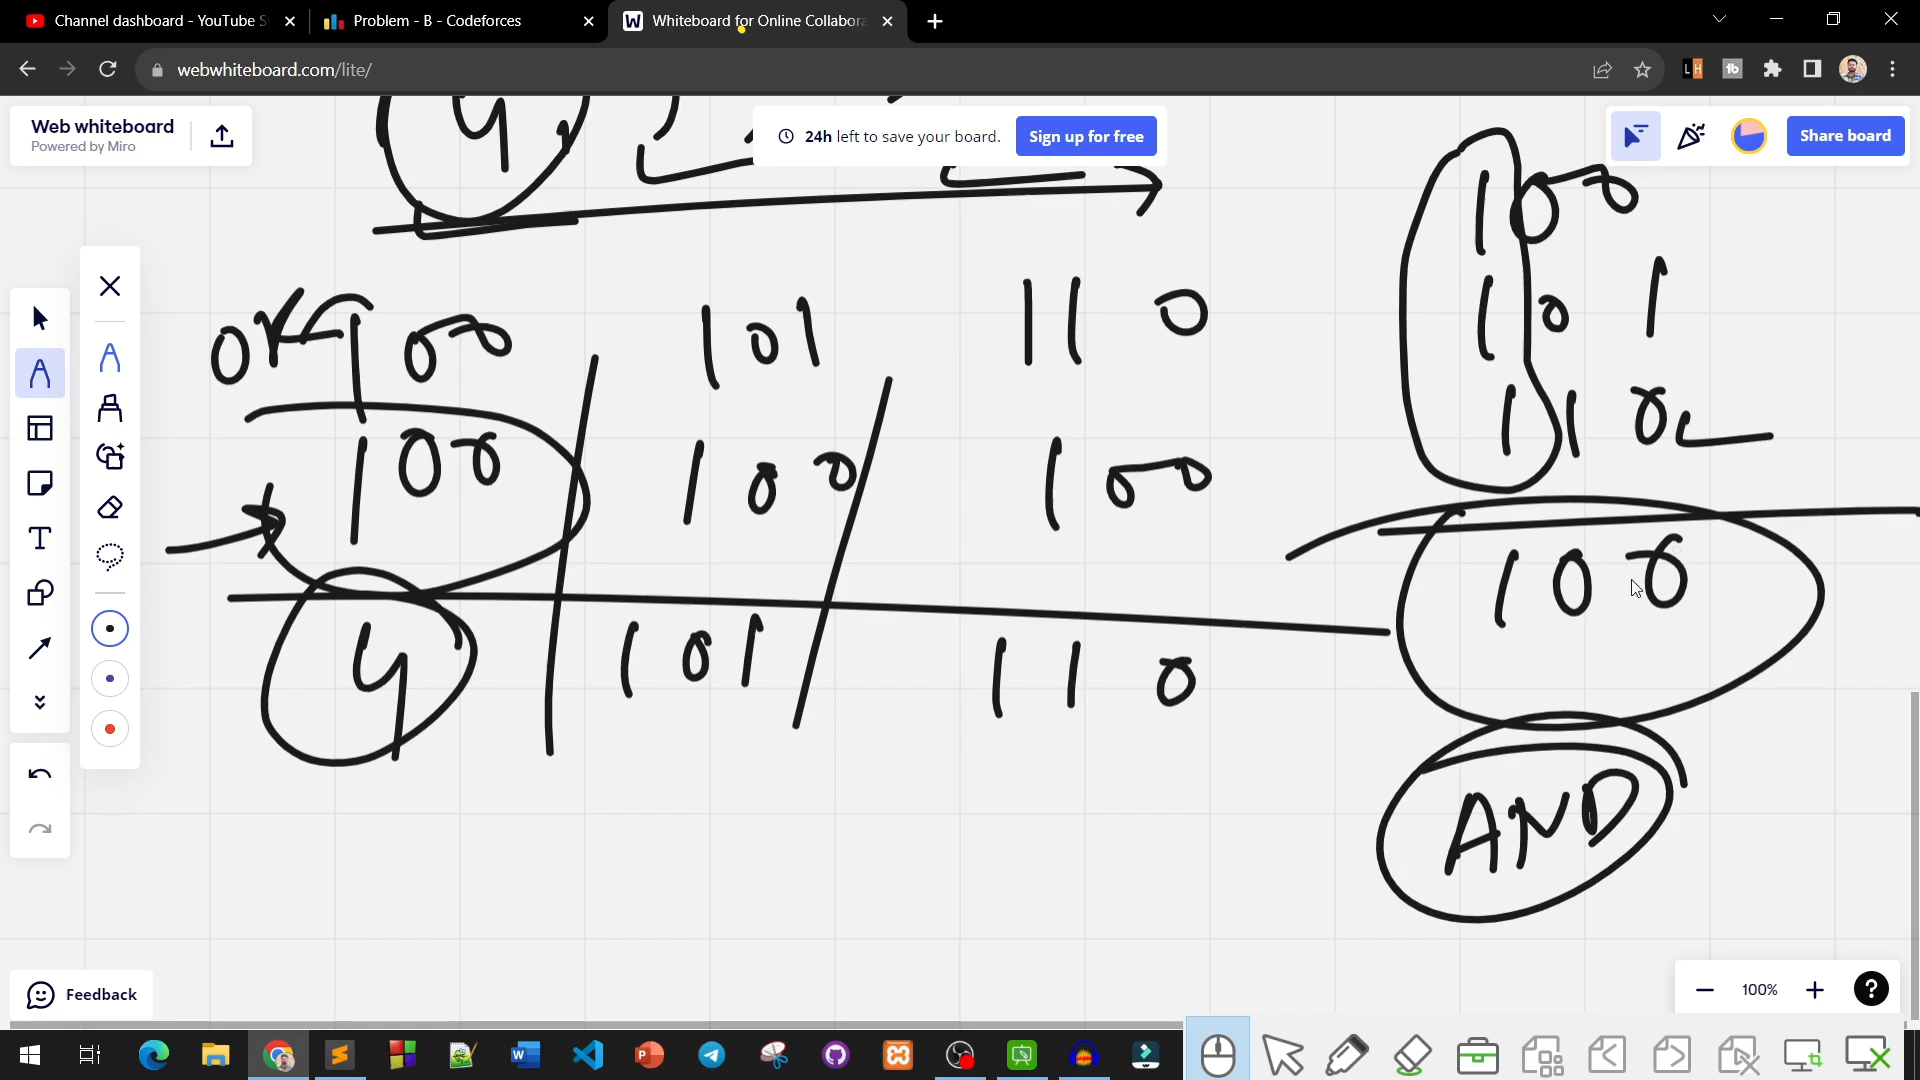 Channel dashboard - YouTube S
Problem - B - Codeforces
Whiteboard for Online Collabora
webwhiteboard.com/lite/
Web whiteboard
Powered by Miro
24h left to save your board.
Sign up for free
Share board
4,
100
101
110
100
AND
or 100
101
110
100
100
100
4
101
110
Feedback
100%